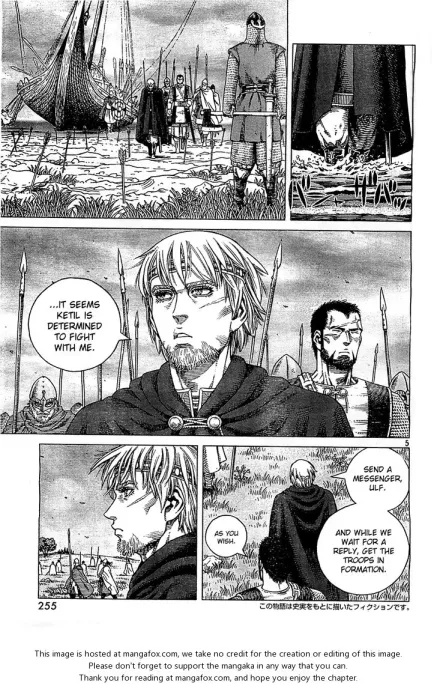 バシャ
...IT SEEMS
KETIL IS
DETERMINED
TO FIGHT
WITH ME.
5
SEND A
MESSENGER,
ULF.
AS YOU
WISH.
AND WHILE WE
WAIT FOR A
REPLY, GET THE
TROOPS IN
FORMATION.
255
この物語は史実をもとに描いたフィクションです。
This image is hosted at mangafox.com, we take no credit for the creation or editing of this image.
Please don't forget to support the mangaka in any way that you can.
Thank you for reading at mangafox.com, and hope you enjoy the chapter.